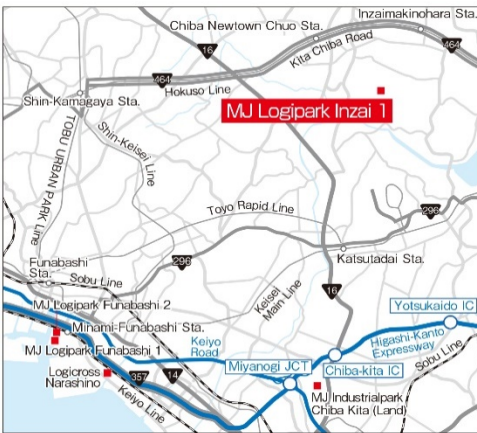 Inzaimakinohara Sta.
Chiba Newtown Chuo Sta.
16
Kita Chiba Road
464
464
Hokuso Line
Shin-Kamagaya Sta.
MJ Logipark Inzai 1
TOBU URBAN PARK Line
Shin-Keisei Line
Toyo Rapid Line
296
Katsutadai Sta.
Funabashi
Sta.
Sobu Line
296
Keisei
Main Line
16
MJ Logipark Funabashi 2
Yotsukaido IC
Minami-Funabashi Sta.
Keiyo
Road
Higashi-Kanto
Expressway
MJ Logipark Funabashi 1
Miyanogi JCT
Chiba-kita IC
Sobu Line
Logicross
Narashino
357
14
Keiyo Line
MJ Industrialpark
Chiba Kita (Land)